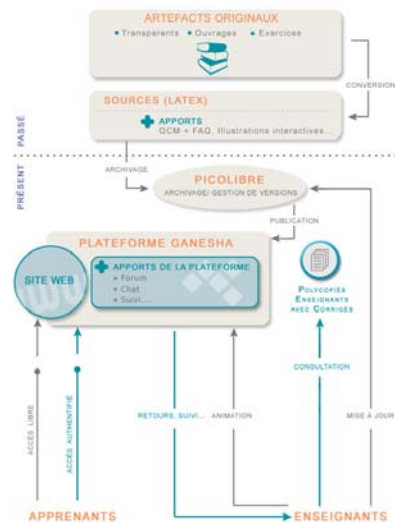 ARTEFACTS ORIGINAUX
• Transparents • Ouvrages • Exercices
CONVERSION
SOURCES (LATEX)
APPORTS
QCM + FAQ, Illustrations interactives...
PASSÉ
PRÉSENT
ARCHIVAGE
PICOLIBRE
ARCHIVAGE/ GESTION DE VERSIONS
PUBLICATION
PLATEFORME GANESHA
SITE WEB
APPORTS DE LA PLATEFORME
• Forum
• Chat
• Suivi...
POLYCOPIÉS
ENSEIGNANTS
AVEC CORRIGÉS
CONSULTATION
ACCÈS LIBRE
ACCÈS AUTHENTIFIÉ
RETOURS, SUIVI...
ANIMATION
MISE À JOUR
APPRENANTS
ENSEIGNANTS